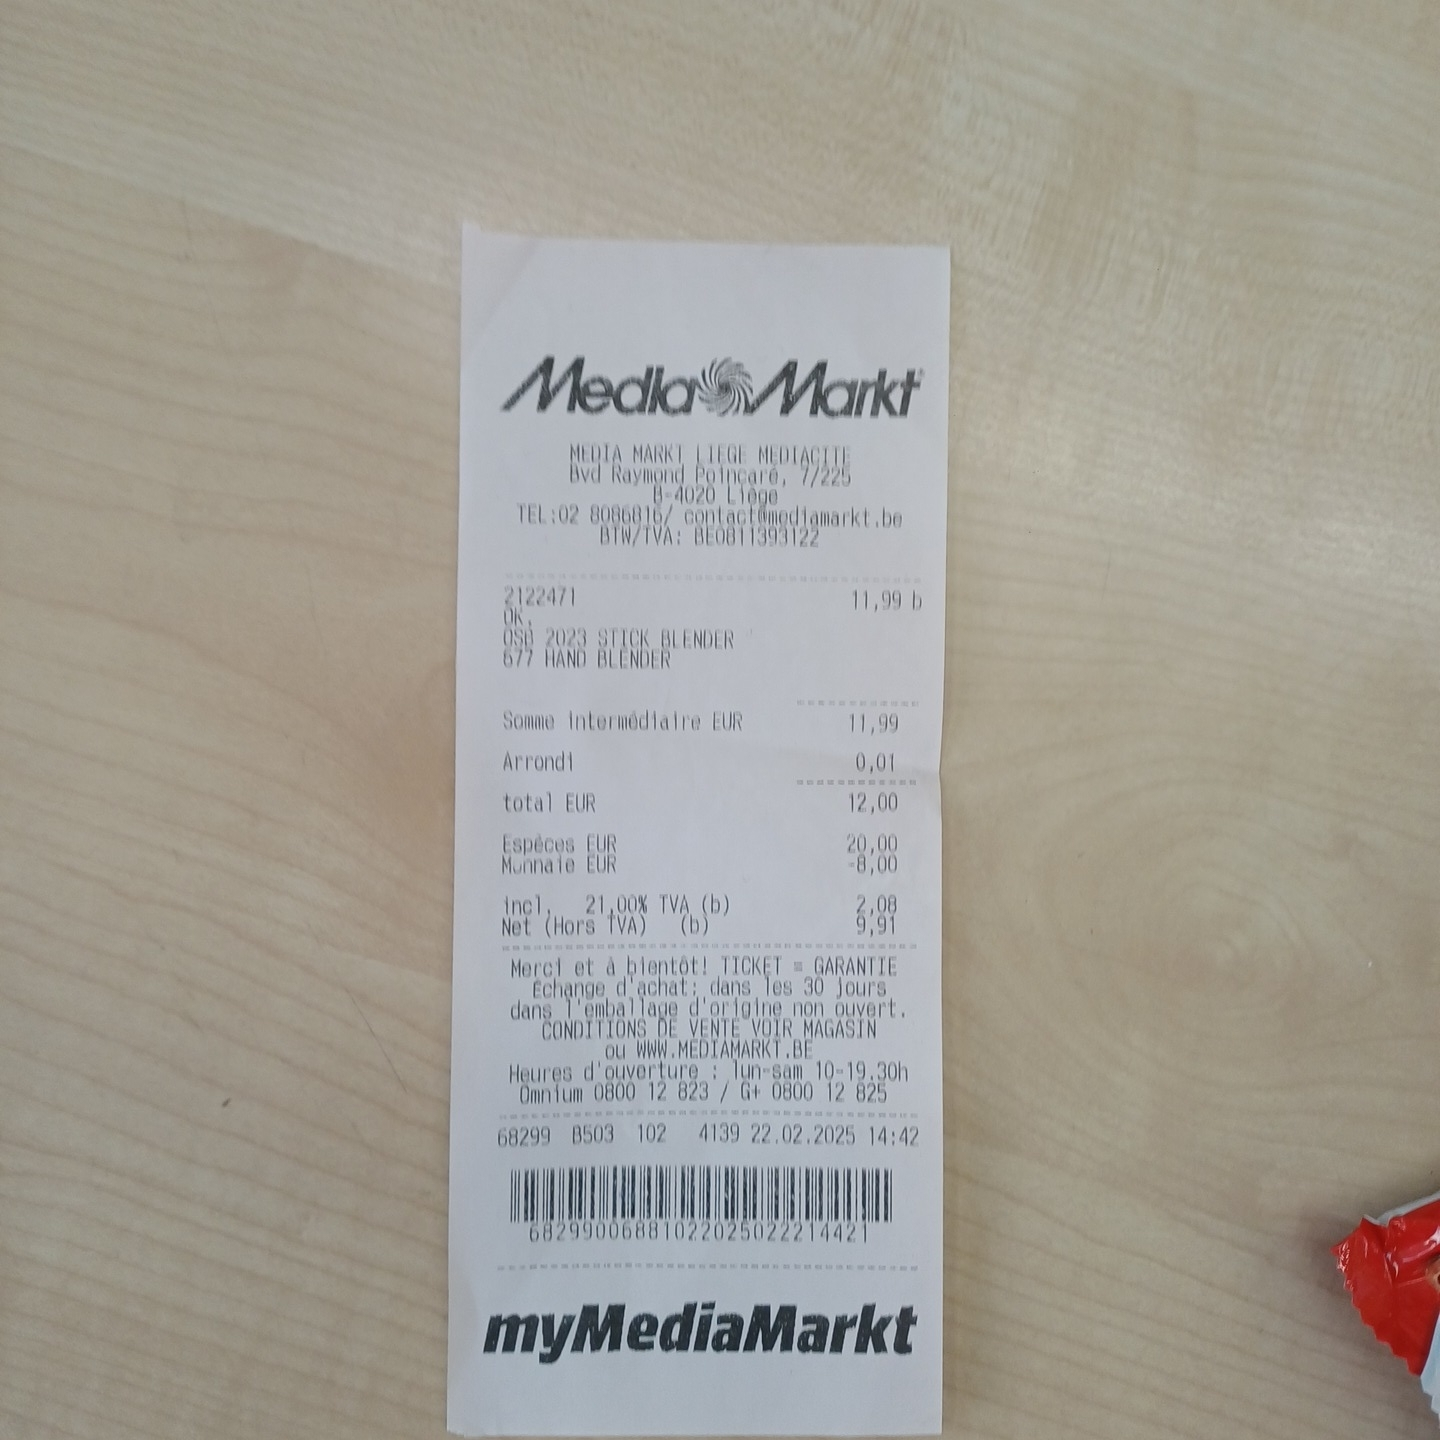 Media Markt
MEDIA MARKT LIEGE MEDIACITE
Bvd Raymond Poincaré, 7/225
B-4020 Liège
TEL:02 8086816/ contact@mediamarkt.be
BTW/TVA: BE0811393122
2122471 11,99 b
OK.
OSB 2023 STICK BLENDER
677 HAND BLENDER
Somme intermédiaire EUR 11,99
Arrondi 0,01
total EUR 12,00
Espèces EUR 20,00
Monnaie EUR -8,00
incl. 21,00% TVA (b) 2,08
Net (Hors TVA) (b) 9,91
Merci et à bientôt! TICKET = GARANTIE
Échange d'achat: dans les 30 jours
dans l'emballage d'origine non ouvert.
CONDITIONS DE VENTE VOIR MAGASIN
ou WWW.MEDIAMARKT.BE
Heures d'ouverture : lun-sam 10-19.30h
Omnium 0800 12 823 / G+ 0800 12 825
68299 B503 102 4139 22.02.2025 14:42
68299006881022025022214421
myMediaMarkt